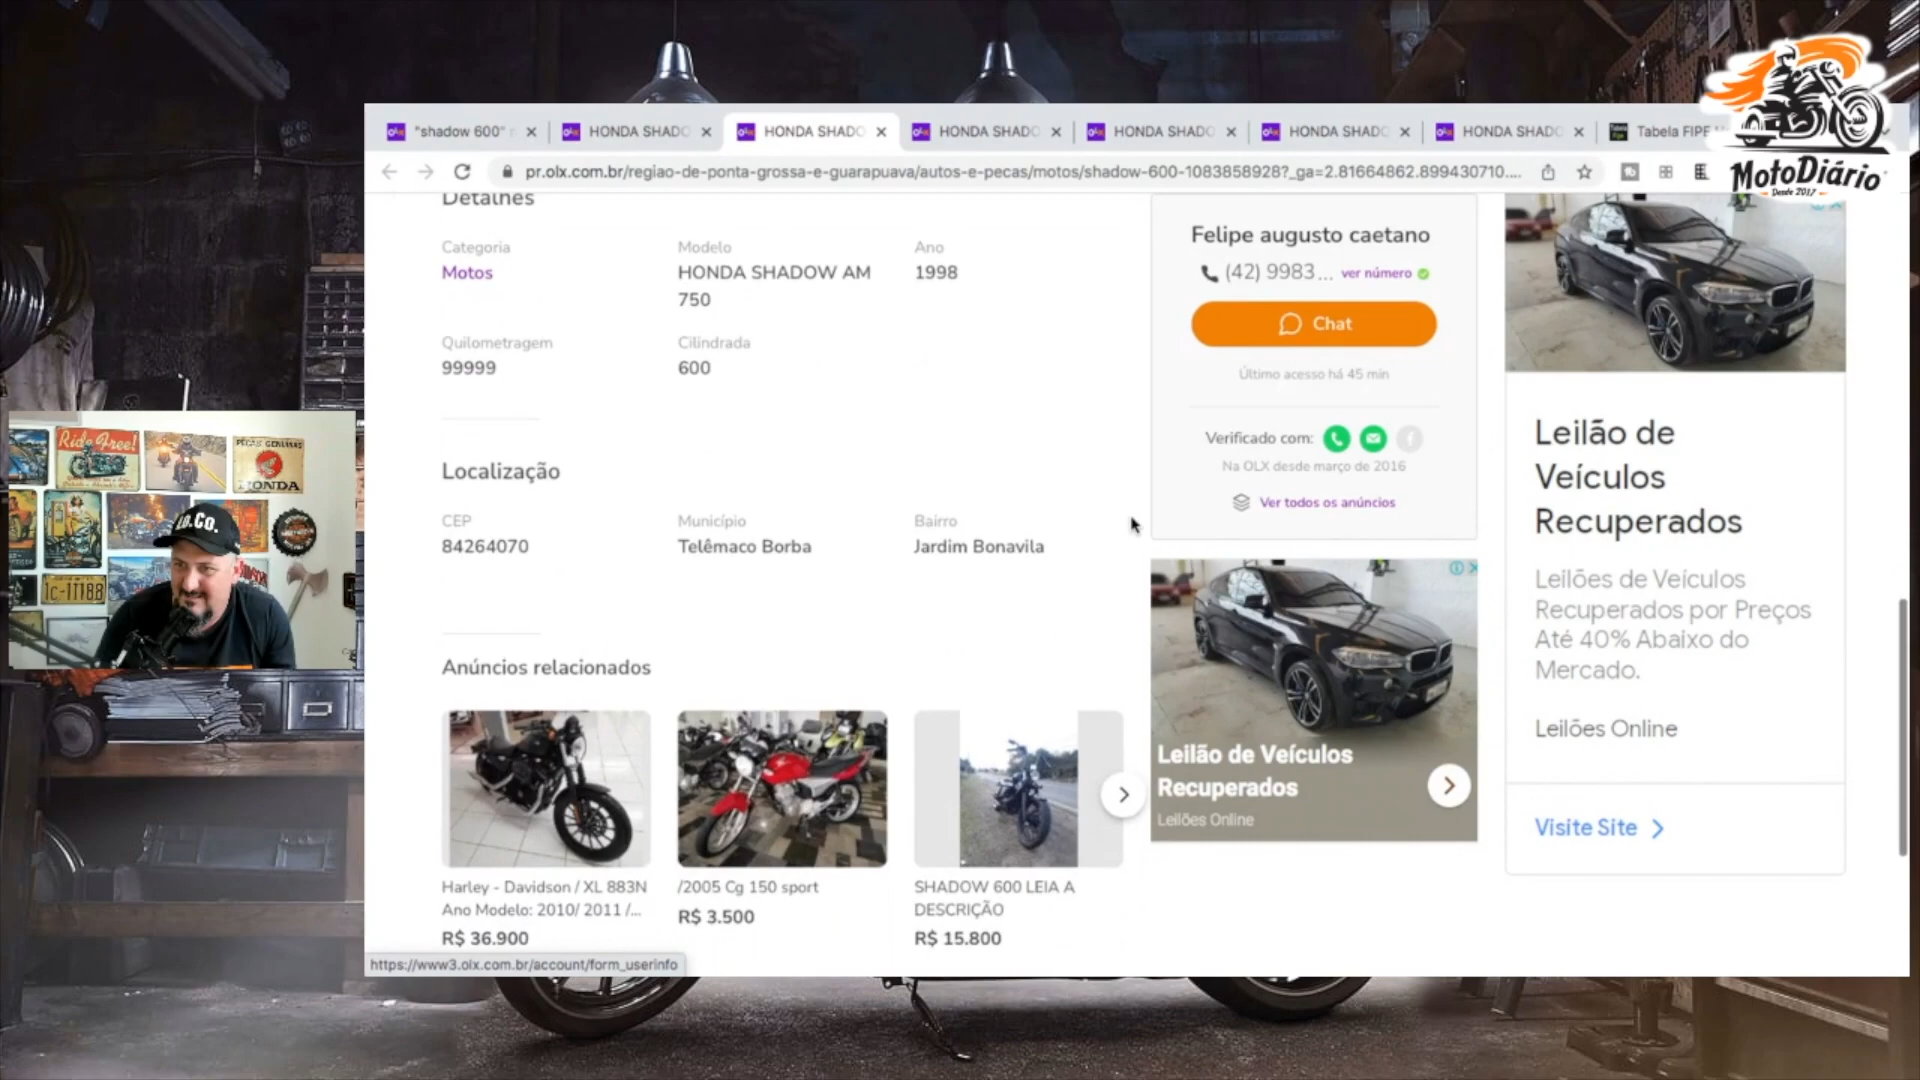 "shadow 600"
HONDA SHADO
HONDA SHADO
HONDA SHADO
HONDA SHADO
HONDA SHADO
HONDA SHADO
Tabela FIPE
MotoDiário
Desde 2017
pr.olx.com.br/regiao-de-ponta-grossa-e-guarapuava/autos-e-pecas/motos/shadow-600-1083858928?_ga=2.81664862.899430710....
Detalhes
Categoria
Motos
Modelo
HONDA SHADOW AM
750
Ano
1998
Quilometragem
99999
Cilindrada
600
Localização
CEP
84264070
Município
Telêmaco Borba
Bairro
Jardim Bonavila
Anúncios relacionados
Harley - Davidson / XL 883N
Ano Modelo: 2010/ 2011 /...
R$ 36.900
/2005 Cg 150 sport
R$ 3.500
SHADOW 600 LEIA A
DESCRIÇÃO
R$ 15.800
https://www3.olx.com.br/account/form_userinfo
Felipe augusto caetano
(42) 9983... ver número
Chat
Último acesso há 45 min
Verificado com:
Na OLX desde março de 2016
Ver todos os anúncios
Leilão de Veículos
Recuperados
Leilões Online
Leilão de
Veículos
Recuperados
Leilões de Veículos
Recuperados por Preços
Até 40% Abaixo do
Mercado.
Leilões Online
Visite Site
Ride Free!
PEÇAS GENUINAS
HONDA
1c-11188